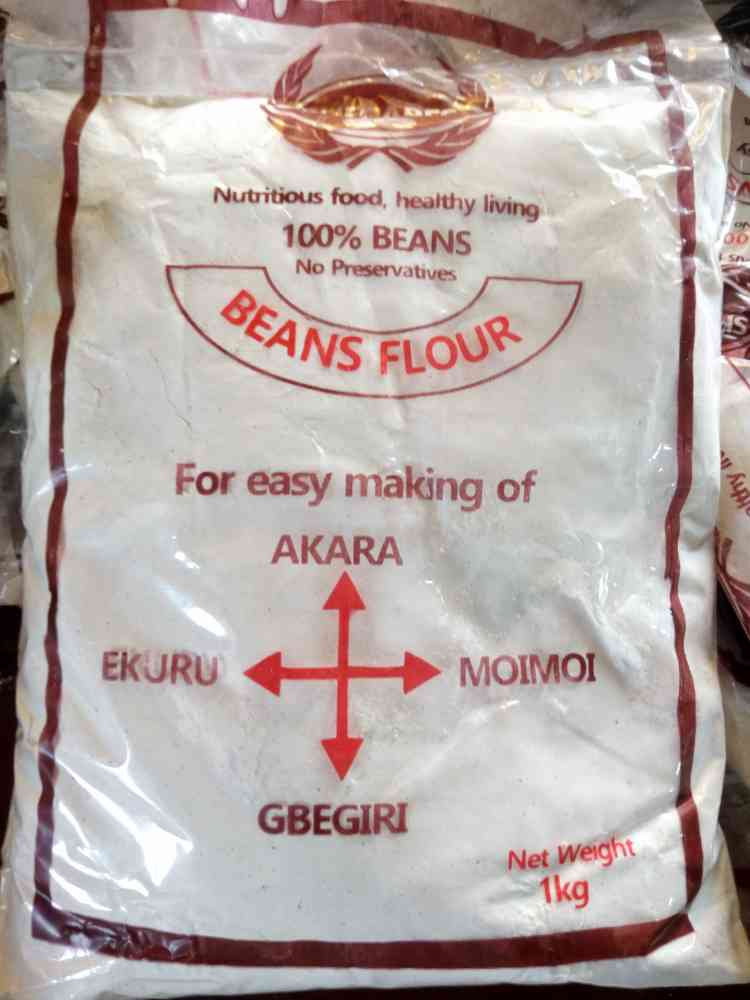 Nutritious food, healthy living
100% BEANS
No Preservatives
BEANS FLOUR
For easy making of
AKARA
EKURU MOIMOI
GBEGIRI
Net Weight
1kg